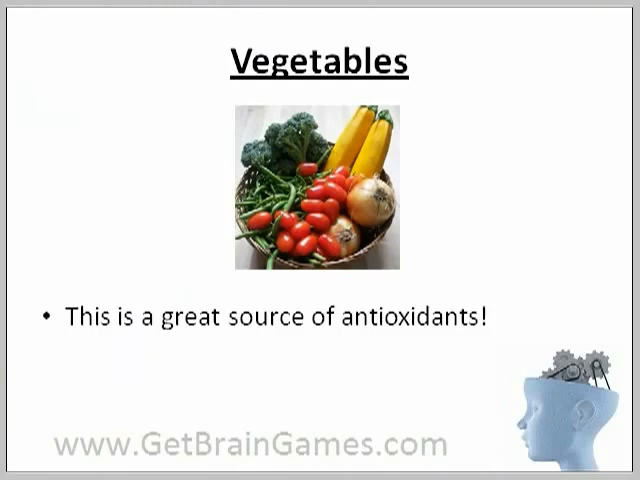 Vegetables
• This is a great source of antioxidants!
www.GetBrainGames.com